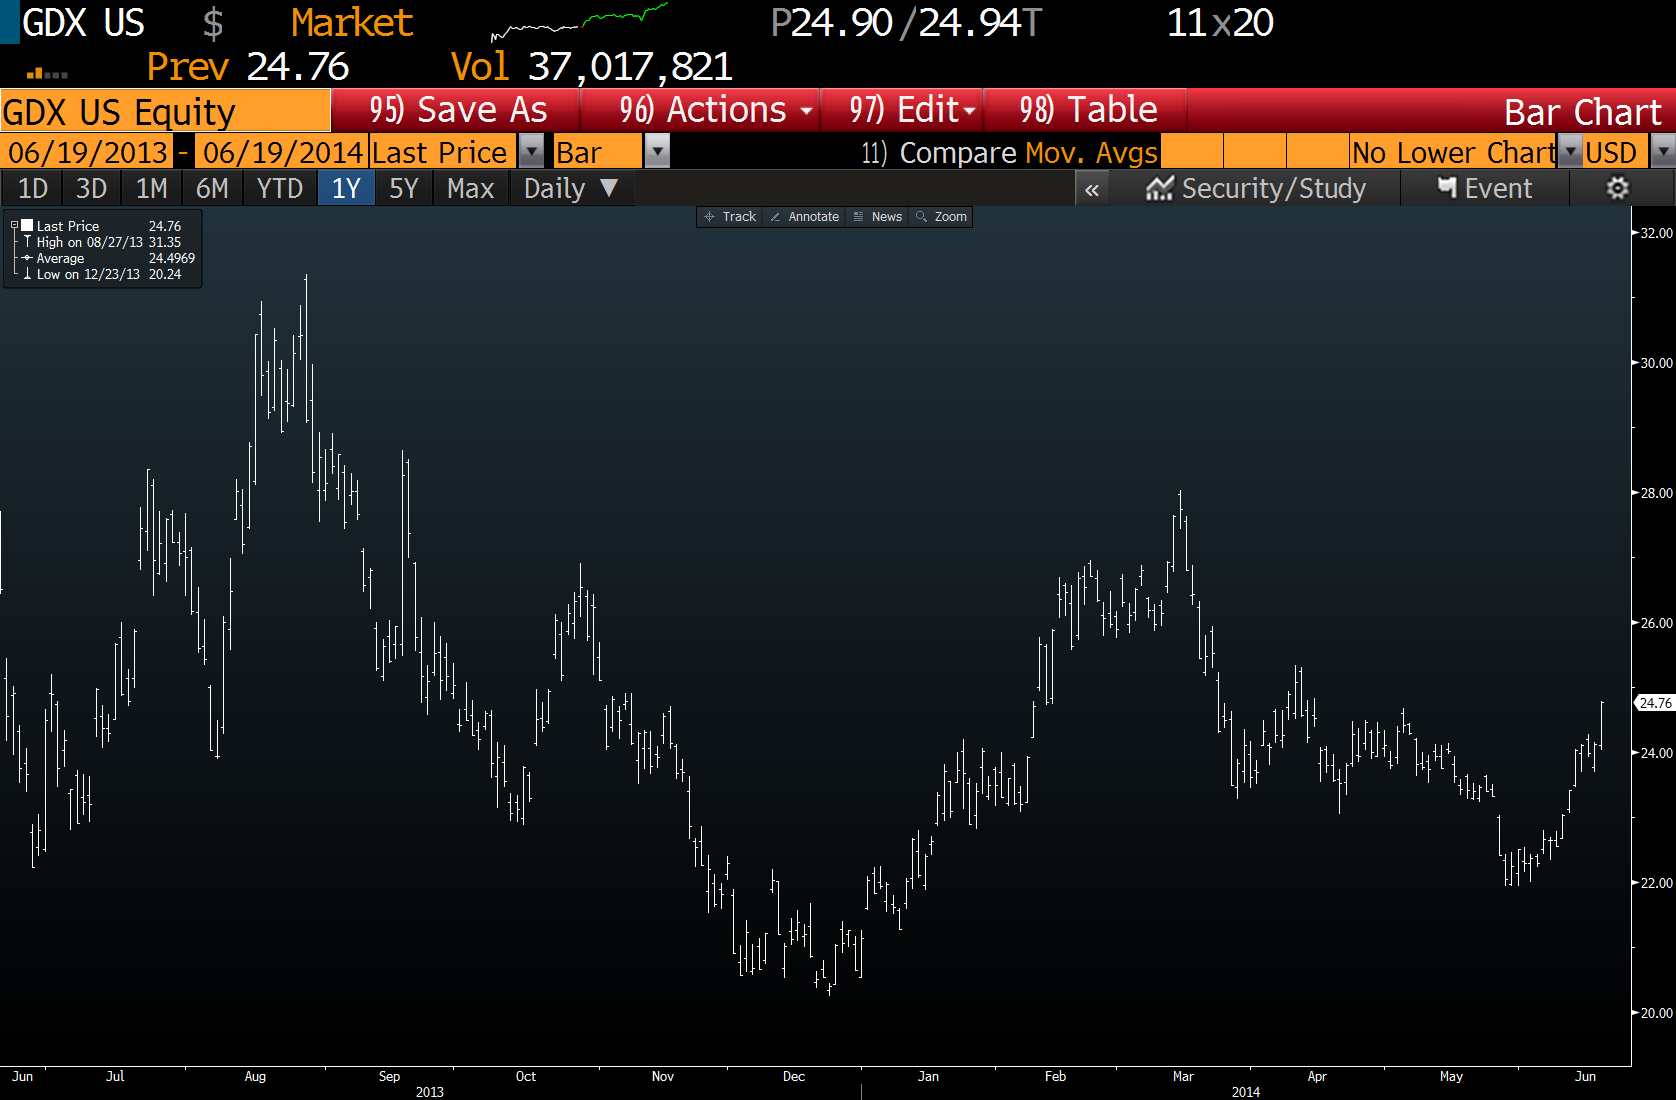 GDX US $ Market P24.90 /24.94T 11x20
Prev 24.76 Vol 37,017,821
GDX US Equity 95) Save As 96) Actions 97) Edit 98) Table Bar Chart
06/19/2013 - 06/19/2014 Last Price Bar 11) Compare Mov. Avgs No Lower Chart USD
1D 3D 1M 6M YTD 1Y 5Y Max Daily ▼ « Security/Study Event
Track Annotate News Zoom
Last Price 24.76
High on 08/27/13 31.35
Average 24.4969
Low on 12/23/13 20.24
32.00
30.00
28.00
26.00
24.76
24.00
22.00
20.00
Jun Jul Aug Sep Oct Nov Dec Jan Feb Mar Apr May Jun
2013 2014